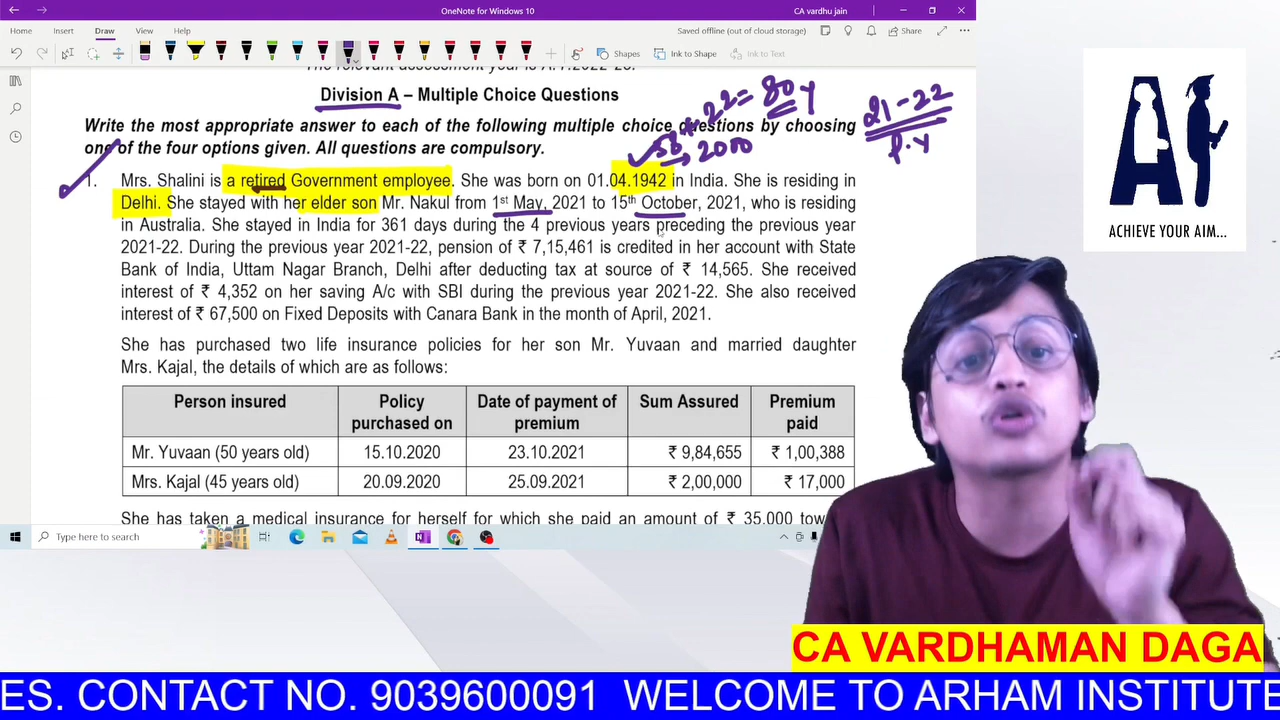 OneNote for Windows 10
CA vardhu jain
Home
Insert
Draw
View
Help
Saved offline (out of cloud storage)
Share
Shapes
Ink to Shape
Ink to Text
Division A – Multiple Choice Questions
Write the most appropriate answer to each of the following multiple choice questions by choosing
one of the four options given. All questions are compulsory.
58 + 22 = 80 y
2000
21-22
P.Y
1. Mrs. Shalini is a retired Government employee. She was born on 01.04.1942 in India. She is residing in
Delhi. She stayed with her elder son Mr. Nakul from 1st May, 2021 to 15th October, 2021, who is residing
in Australia. She stayed in India for 361 days during the 4 previous years preceding the previous year
2021-22. During the previous year 2021-22, pension of ₹ 7,15,461 is credited in her account with State
Bank of India, Uttam Nagar Branch, Delhi after deducting tax at source of ₹ 14,565. She received
interest of ₹ 4,352 on her saving A/c with SBI during the previous year 2021-22. She also received
interest of ₹ 67,500 on Fixed Deposits with Canara Bank in the month of April, 2021.
She has purchased two life insurance policies for her son Mr. Yuvaan and married daughter
Mrs. Kajal, the details of which are as follows:
Person insured Policy purchased on Date of payment of premium Sum Assured Premium paid
Mr. Yuvaan (50 years old) 15.10.2020 23.10.2021 ₹ 9,84,655 ₹ 1,00,388
Mrs. Kajal (45 years old) 20.09.2020 25.09.2021 ₹ 2,00,000 ₹ 17,000
She has taken a medical insurance for herself for which she paid an amount of ₹ 35,000
Type here to search
AI
ACHIEVE YOUR AIM...
CA VARDHAMAN DAGA
ES. CONTACT NO. 9039600091 WELCOME TO ARHAM INSTITUTE